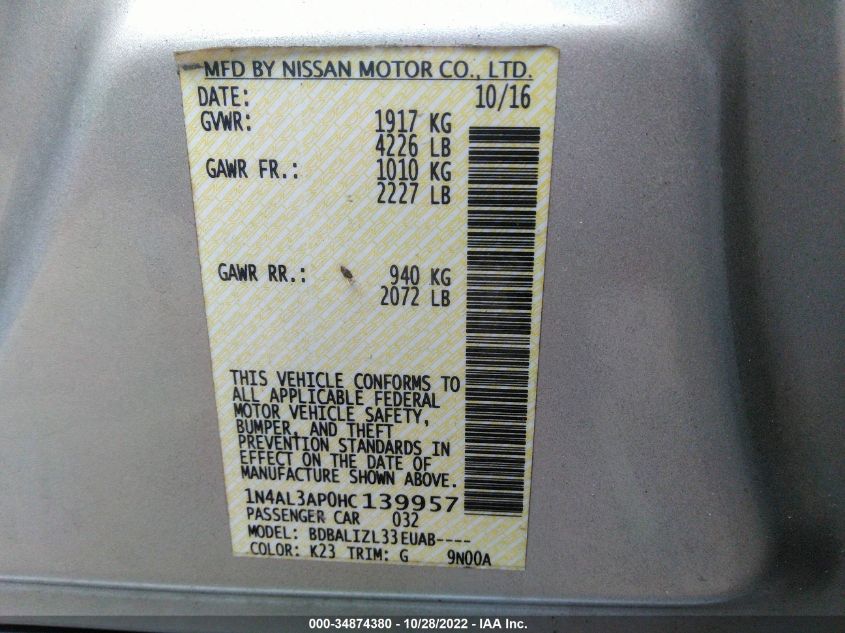 MFD BY NISSAN MOTOR CO., LTD.
DATE: 10/16
GVWR: 1917 KG
4226 LB
GAWR FR.: 1010 KG
2227 LB
GAWR RR.: 940 KG
2072 LB
THIS VEHICLE CONFORMS TO
ALL APPLICABLE FEDERAL
MOTOR VEHICLE SAFETY,
BUMPER, AND THEFT
PREVENTION STANDARDS IN
EFFECT ON THE DATE OF
MANUFACTURE SHOWN ABOVE.
1N4AL3AP0HC139957
PASSENGER CAR 032
MODEL: BDBALIZL33EUAB----
COLOR: K23 TRIM: G 9N00A
000-34874380 - 10/28/2022 - IAA Inc.